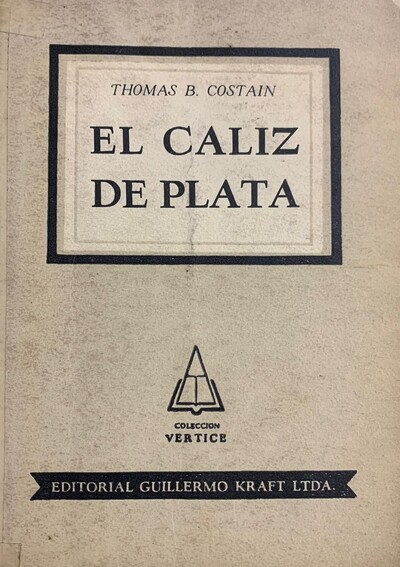 THOMAS B. COSTAIN
EL CALIZ
DE PLATA
COLECCION
VERTICE
EDITORIAL GUILLERMO KRAFT LTDA.